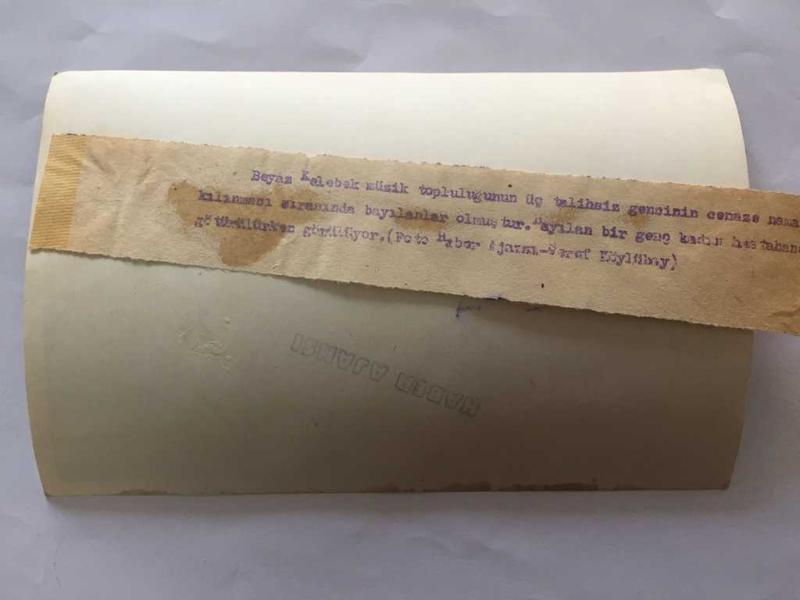 Beyaz Kelebek müzik topluluğunun üç talihsiz gencinin cenaze nama
kılınması sırasında bayılanlar olmuştur. Bayılan bir genç kadın hastahane
götürülürken görülüyor.(Foto Haber Ajansı-Şeref Köylübay)
HABER AJANSI